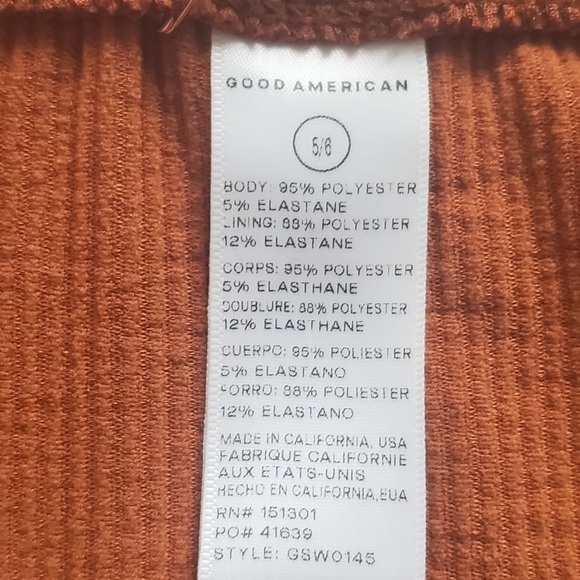 GOOD AMERICAN
5/6
BODY: 95% POLYESTER
5% ELASTANE
LINING: 88% POLYESTER
12% ELASTANE
CORPS: 95% POLYESTER
5% ELASTHANE
DOUBLURE: 88% POLYESTER
12% ELASTHANE
CUERPO: 95% POLIESTER
5% ELASTANO
FORRO: 88% POLIESTER
12% ELASTANO
MADE IN CALIFORNIA, USA
FABRIQUE CALIFORNIE
AUX ETATS-UNIS
HECHO EN CALIFORNIA,EUA
RN# 151301
PO# 41639
STYLE: GSW0145